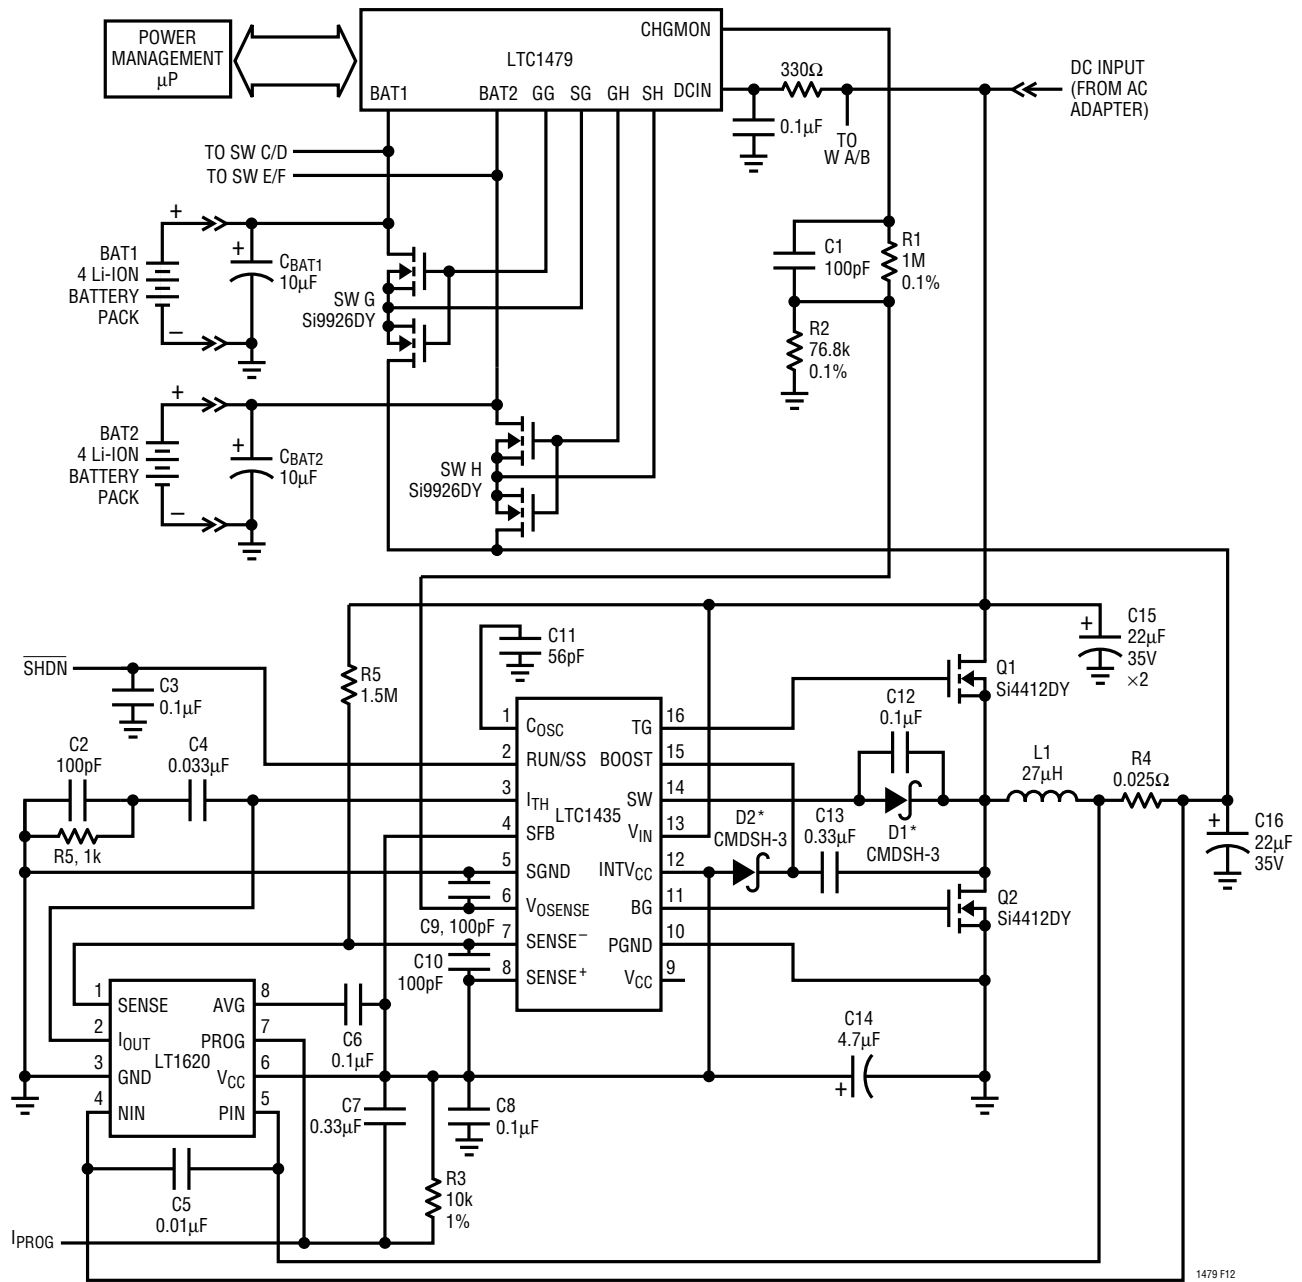 POWER
MANAGEMENT
µP
CHGMON
LTC1479
BAT1
BAT2
GG
SG
GH
SH
DCIN
330Ω
DC INPUT
(FROM AC
ADAPTER)
0.1µF
TO
W A/B
TO SW C/D
TO SW E/F
+
BAT1
4 Li-ION
BATTERY
PACK
–
+
CBAT1
10µF
SW G
Si9926DY
C1
100pF
R1
1M
0.1%
R2
76.8k
0.1%
+
BAT2
4 Li-ION
BATTERY
PACK
–
+
CBAT2
10µF
SW H
Si9926DY
SHDN
C3
0.1µF
R5
1.5M
C11
56pF
Q1
Si4412DY
+
C15
22µF
35V
×2
C2
100pF
C4
0.033µF
R5, 1k
1
COSC
2
RUN/SS
3
ITH
4
SFB
5
SGND
6
VOSENSE
7
SENSE–
8
SENSE+
LTC1435
TG
16
BOOST
15
SW
14
VIN
13
INTVCC
12
BG
11
PGND
10
VCC
9
C12
0.1µF
L1
27µH
R4
0.025Ω
D2*
CMDSH-3
C13
0.33µF
D1*
CMDSH-3
+
C16
22µF
35V
Q2
Si4412DY
C9, 100pF
C10
100pF
1
SENSE
2
IOUT
3
GND
4
NIN
LT1620
AVG
8
PROG
7
VCC
6
PIN
5
C6
0.1µF
C14
4.7µF
+
C7
0.33µF
C8
0.1µF
R3
10k
1%
C5
0.01µF
IPROG
1479 F12